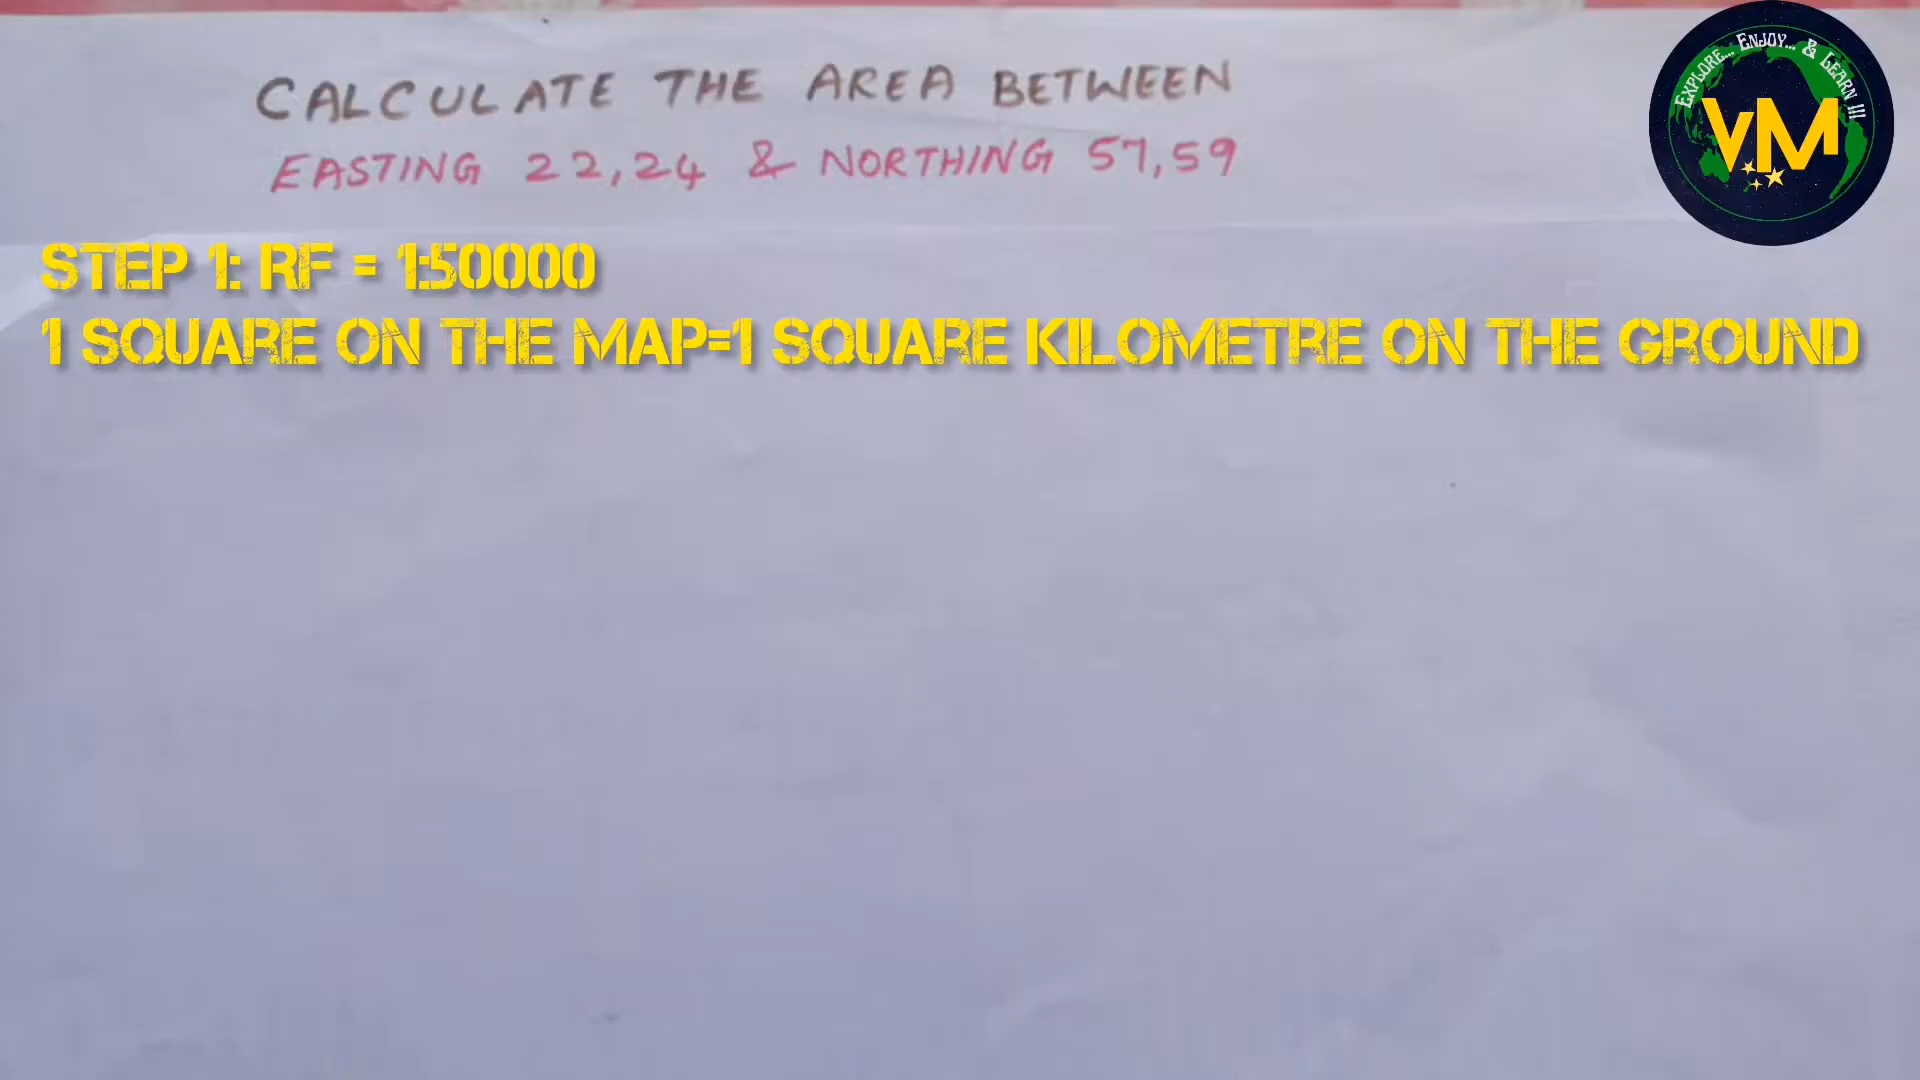 CALCULATE THE AREA BETWEEN
EASTING 22,24 & NORTHING 57,59
EXPLORE... ENJOY... & LEARN !!!
VM
STEP 1: RF = 1:50000
1 SQUARE ON THE MAP=1 SQUARE KILOMETRE ON THE GROUND